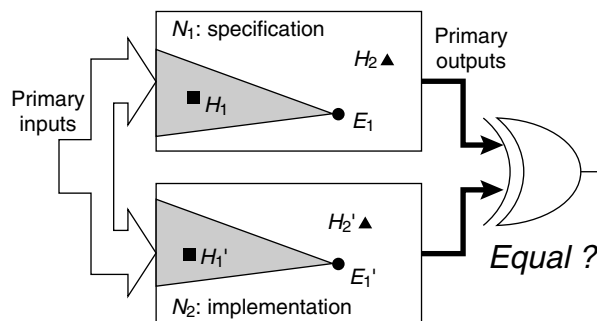 N₁: specification
H₂
Primary outputs
Primary inputs
H₁
E₁
H₂'
H₁'
E₁'
N₂: implementation
Equal ?